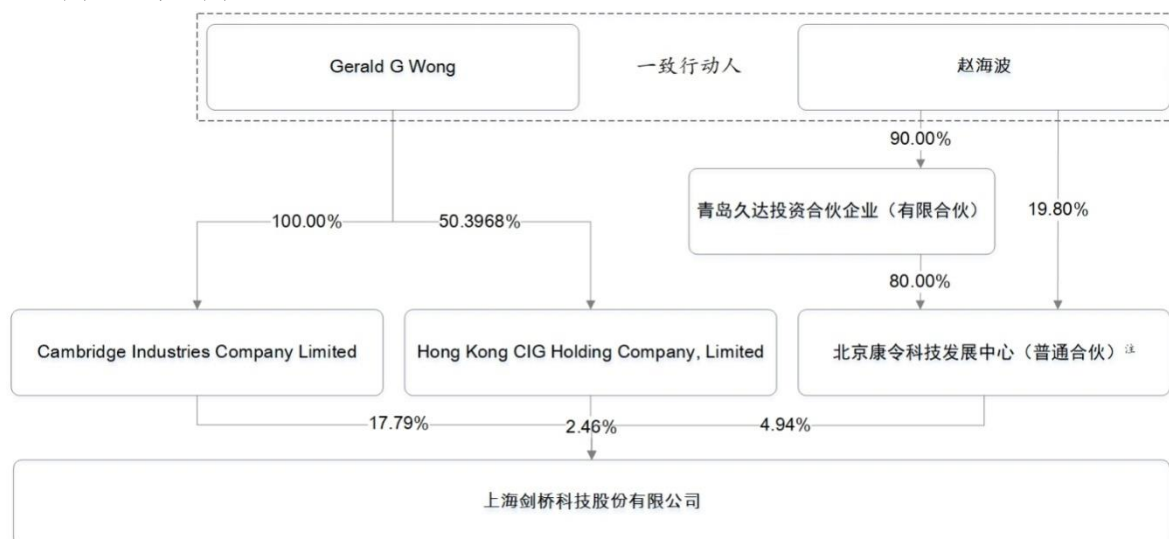 Gerald G Wong
一致行动人
赵海波
90.00%
青岛久达投资合伙企业（有限合伙）
100.00%
50.3968%
19.80%
80.00%
Cambridge Industries Company Limited
Hong Kong CIG Holding Company, Limited
北京康令科技发展中心（普通合伙）注
17.79%
2.46%
4.94%
上海剑桥科技股份有限公司